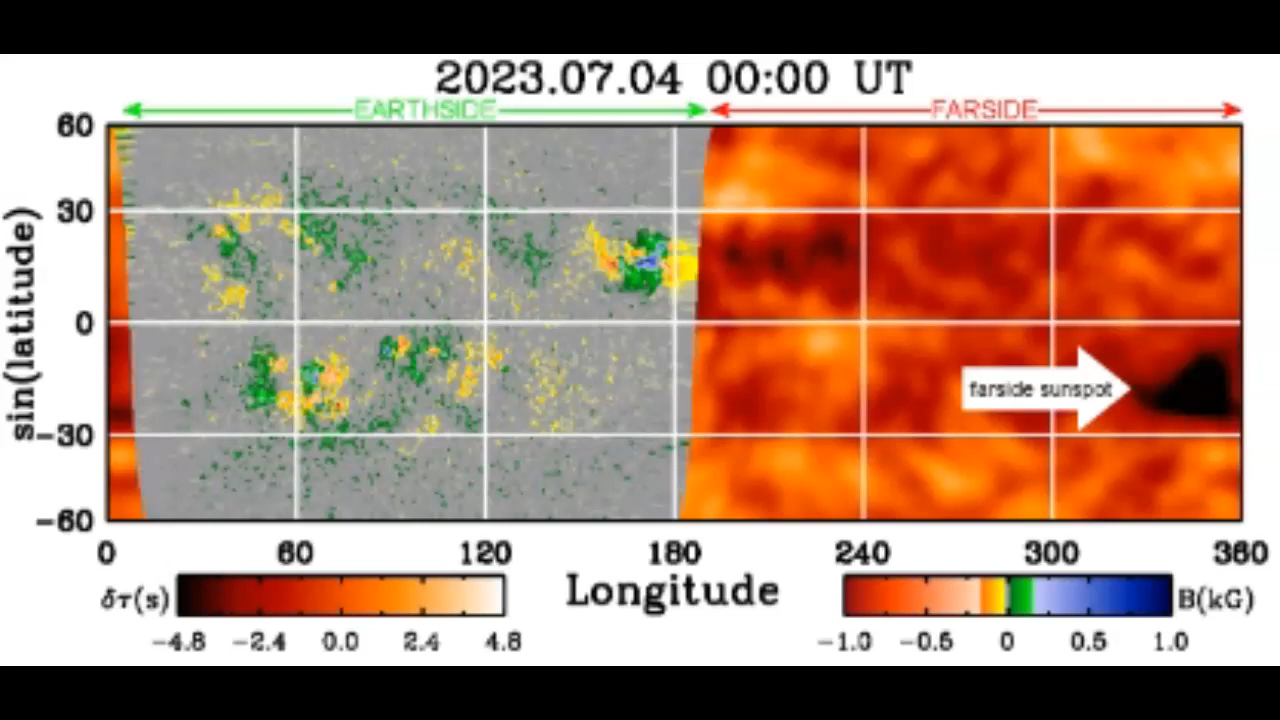 2023.07.04 00:00 UT
EARTHSIDE FARSIDE
60
30
0
−30
−60
sin(latitude)
farside sunspot
0 60 120 180 240 300 360
Longitude
δτ(s)
−4.8 −2.4 0.0 2.4 4.8
B(kG)
−1.0 −0.5 0 0.5 1.0